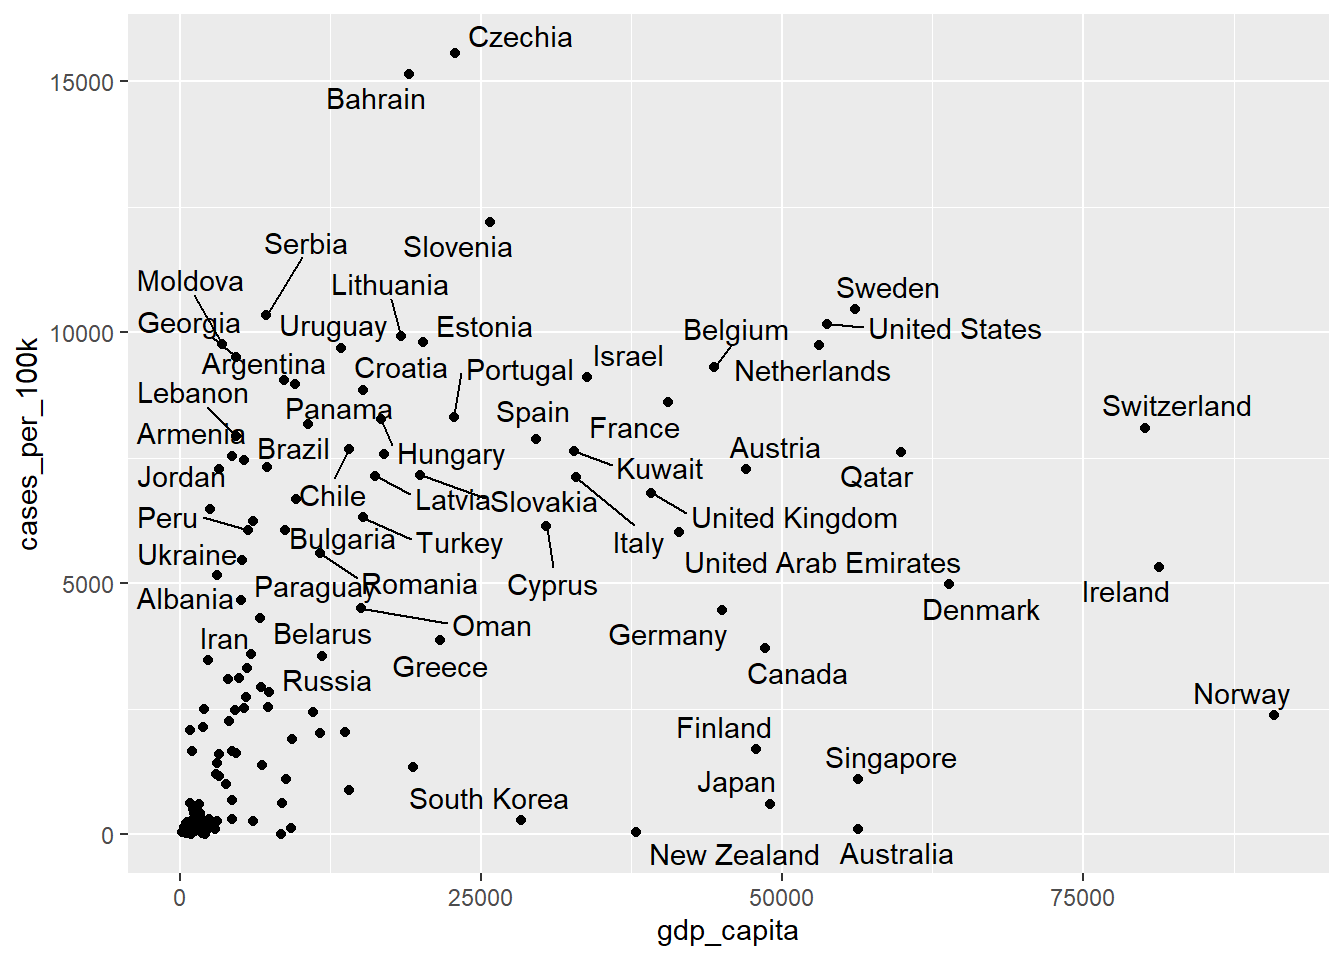 Czechia
15000
Bahrain
Serbia
Slovenia
Moldova
Lithuania
Sweden
Georgia
Uruguay
Estonia
Belgium
United States
10000
Argentina
Croatia
Portugal
Israel
Netherlands
Lebanon
Panama
Spain
Switzerland
Armenia
Brazil
Hungary
France
Austria
Jordan
Kuwait
Qatar
Chile
Latvia
Slovakia
Peru
United Kingdom
Bulgaria
Turkey
Italy
Ukraine
United Arab Emirates
5000
Paraguay
Romania
Cyprus
Ireland
Albania
Denmark
Iran
Belarus
Oman
Germany
Greece
Canada
Russia
Norway
Finland
Singapore
Japan
South Korea
0
New Zealand
Australia
0
25000
50000
75000
gdp_capita
cases_per_100k